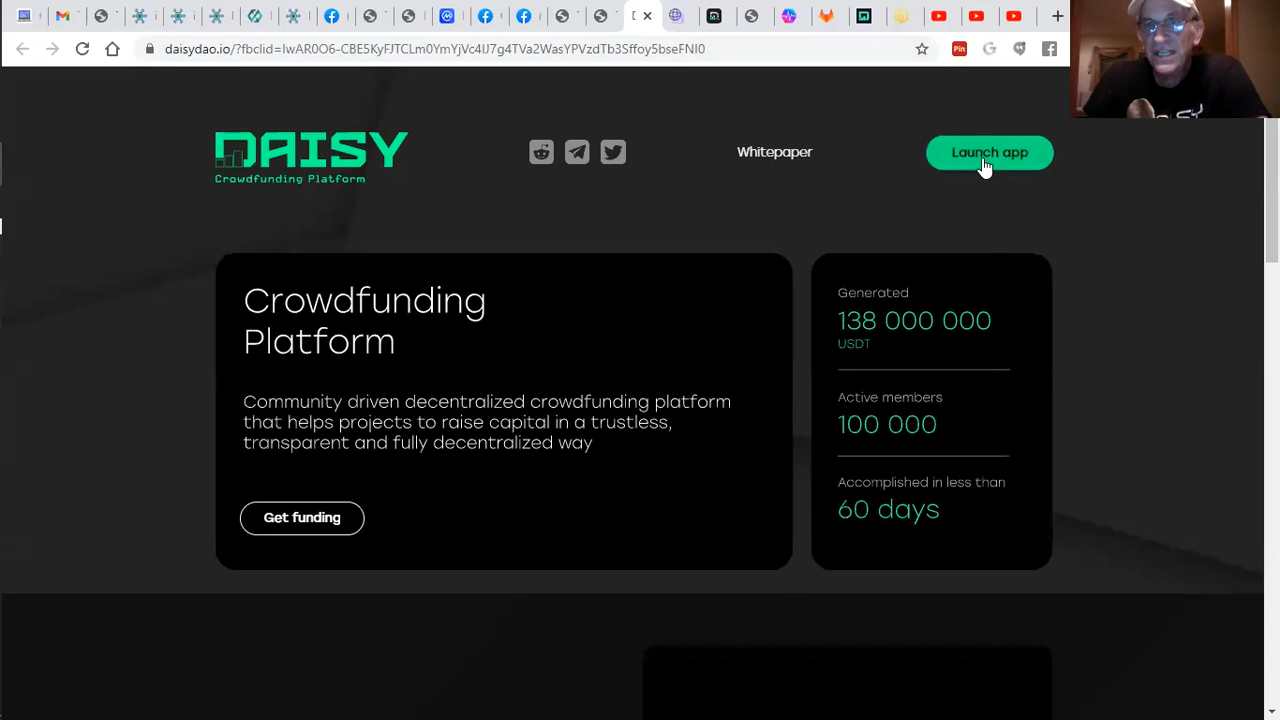 daisydao.io/?fbclid=IwAR0O6-CBE5KyFJTCLm0YmYjVc4IJ7g4TVa2WasYPVzdTb3Sffoy5bseFNI0
Pin
DAISY
Crowdfunding Platform
Whitepaper
Launch app
Crowdfunding
Platform
Community driven decentralized crowdfunding platform
that helps projects to raise capital in a trustless,
transparent and fully decentralized way
Get funding
Generated
138 000 000
USDT
Active members
100 000
Accomplished in less than
60 days